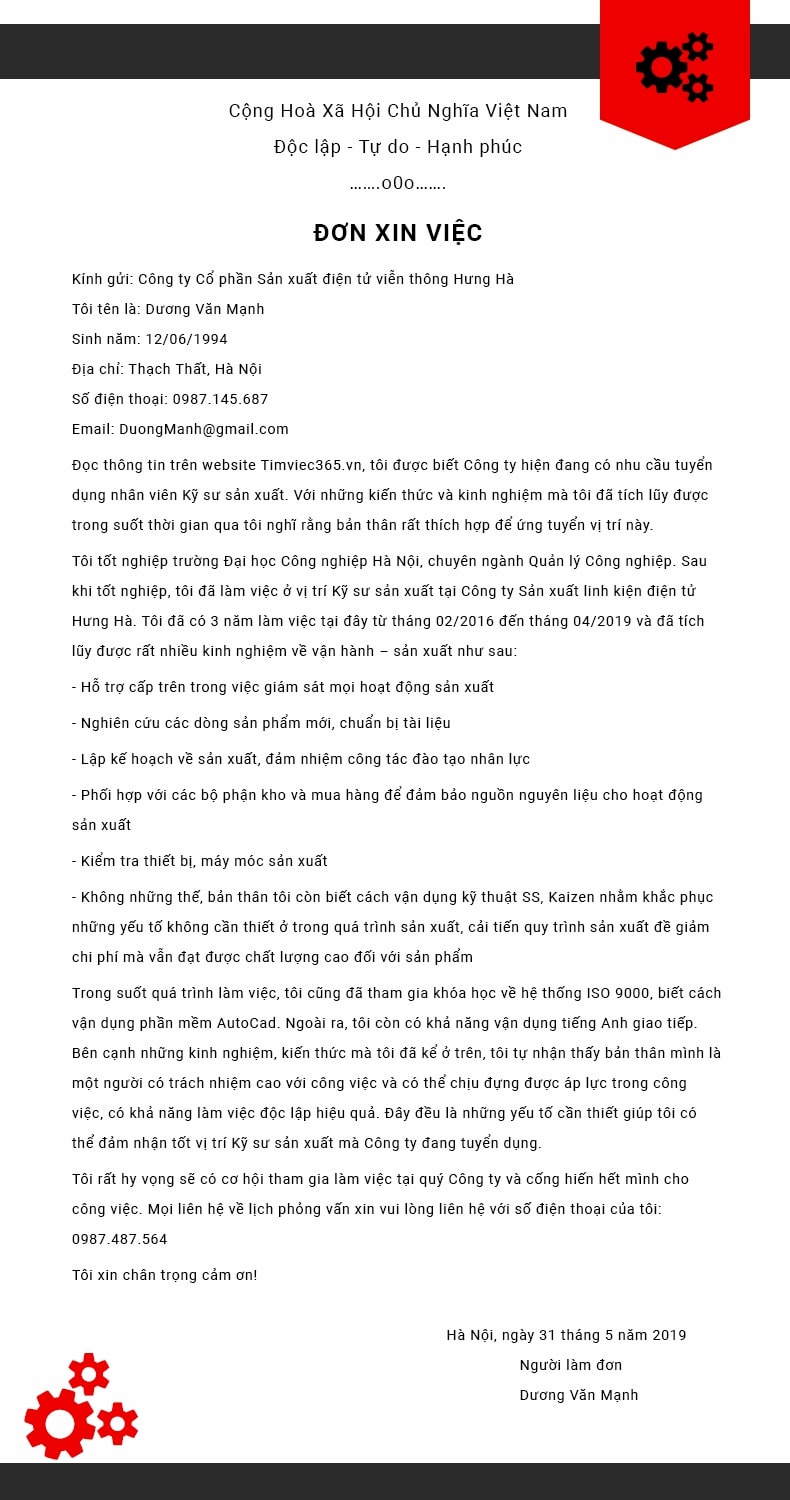 Cộng Hoà Xã Hội Chủ Nghĩa Việt Nam
Độc lập - Tự do - Hạnh phúc
.......o0o.......
ĐƠN XIN VIỆC
Kính gửi: Công ty Cổ phần Sản xuất điện tử viễn thông Hưng Hà
Tôi tên là: Dương Văn Mạnh
Sinh năm: 12/06/1994
Địa chỉ: Thạch Thất, Hà Nội
Số điện thoại: 0987.145.687
Email: DuongManh@gmail.com
Đọc thông tin trên website Timviec365.vn, tôi được biết Công ty hiện đang có nhu cầu tuyển
dụng nhân viên Kỹ sư sản xuất. Với những kiến thức và kinh nghiệm mà tôi đã tích lũy được
trong suốt thời gian qua tôi nghĩ rằng bản thân rất thích hợp để ứng tuyển vị trí này.
Tôi tốt nghiệp trường Đại học Công nghiệp Hà Nội, chuyên ngành Quản lý Công nghiệp. Sau
khi tốt nghiệp, tôi đã làm việc ở vị trí Kỹ sư sản xuất tại Công ty Sản xuất linh kiện điện tử
Hưng Hà. Tôi đã có 3 năm làm việc tại đây từ tháng 02/2016 đến tháng 04/2019 và đã tích
lũy được rất nhiều kinh nghiệm về vận hành – sản xuất như sau:
- Hỗ trợ cấp trên trong việc giám sát mọi hoạt động sản xuất
- Nghiên cứu các dòng sản phẩm mới, chuẩn bị tài liệu
- Lập kế hoạch về sản xuất, đảm nhiệm công tác đào tạo nhân lực
- Phối hợp với các bộ phận kho và mua hàng để đảm bảo nguồn nguyên liệu cho hoạt động
sản xuất
- Kiểm tra thiết bị, máy móc sản xuất
- Không những thế, bản thân tôi còn biết cách vận dụng kỹ thuật SS, Kaizen nhằm khắc phục
những yếu tố không cần thiết ở trong quá trình sản xuất, cải tiến quy trình sản xuất đề giảm
chi phí mà vẫn đạt được chất lượng cao đối với sản phẩm
Trong suốt quá trình làm việc, tôi cũng đã tham gia khóa học về hệ thống ISO 9000, biết cách
vận dụng phần mềm AutoCad. Ngoài ra, tôi còn có khả năng vận dụng tiếng Anh giao tiếp.
Bên cạnh những kinh nghiệm, kiến thức mà tôi đã kể ở trên, tôi tự nhận thấy bản thân mình là
một người có trách nhiệm cao với công việc và có thể chịu đựng được áp lực trong công
việc, có khả năng làm việc độc lập hiệu quả. Đây đều là những yếu tố cần thiết giúp tôi có
thể đảm nhận tốt vị trí Kỹ sư sản xuất mà Công ty đang tuyển dụng.
Tôi rất hy vọng sẽ có cơ hội tham gia làm việc tại quý Công ty và cống hiến hết mình cho
công việc. Mọi liên hệ về lịch phỏng vấn xin vui lòng liên hệ với số điện thoại của tôi:
0987.487.564
Tôi xin chân trọng cảm ơn!
Hà Nội, ngày 31 tháng 5 năm 2019
Người làm đơn
Dương Văn Mạnh